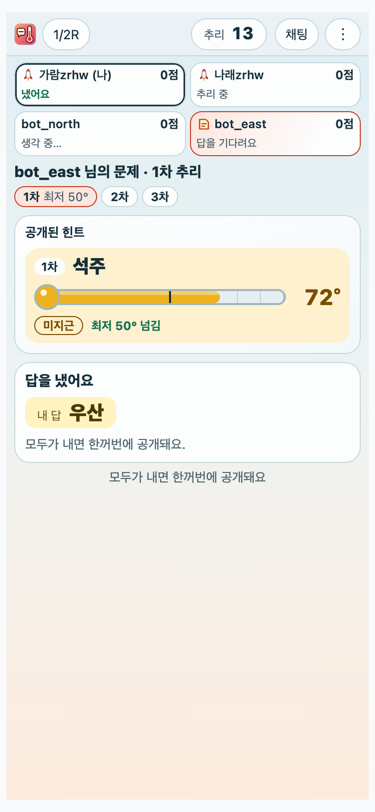 1/2R
추리 13
채팅
가람zrhw (나) 0점
냈어요
나래zrhw 0점
추리 중
bot_north 0점
생각 중…
bot_east 0점
답을 기다려요
bot_east 님의 문제 · 1차 추리
1차 최저 50°
2차
3차
공개된 힌트
1차 석주
72°
미지근 최저 50° 넘김
답을 냈어요
내 답 우산
모두가 내면 한꺼번에 공개돼요.
모두가 내면 한꺼번에 공개돼요